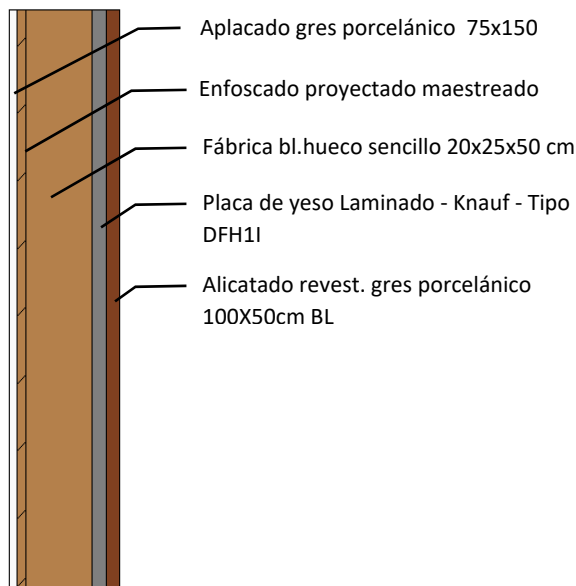 Aplacado gres porcelánico 75x150
Enfoscado proyectado maestreado
Fábrica bl.hueco sencillo 20x25x50 cm
Placa de yeso Laminado - Knauf - Tipo
DFH1I
Alicatado revest. gres porcelánico
100X50cm BL